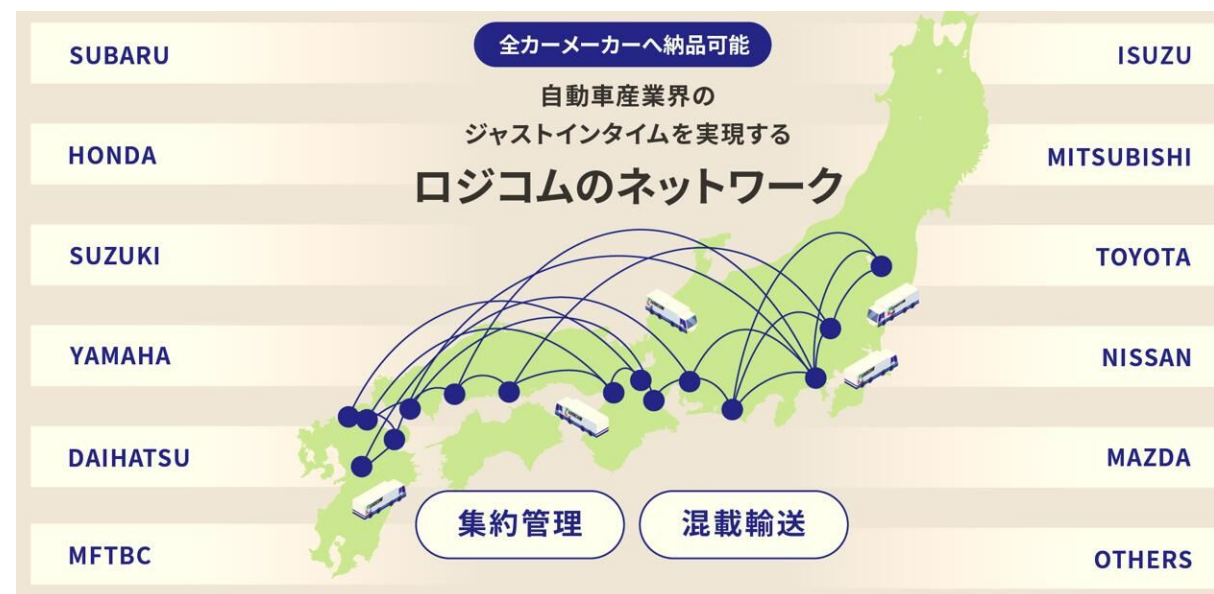 全カーメーカーへ納品可能
自動車産業界の
ジャストインタイムを実現する
ロジコムのネットワーク
SUBARU
HONDA
SUZUKI
YAMAHA
DAIHATSU
MFTBC
ISUZU
MITSUBISHI
TOYOTA
NISSAN
MAZDA
OTHERS
集約管理
混載輸送